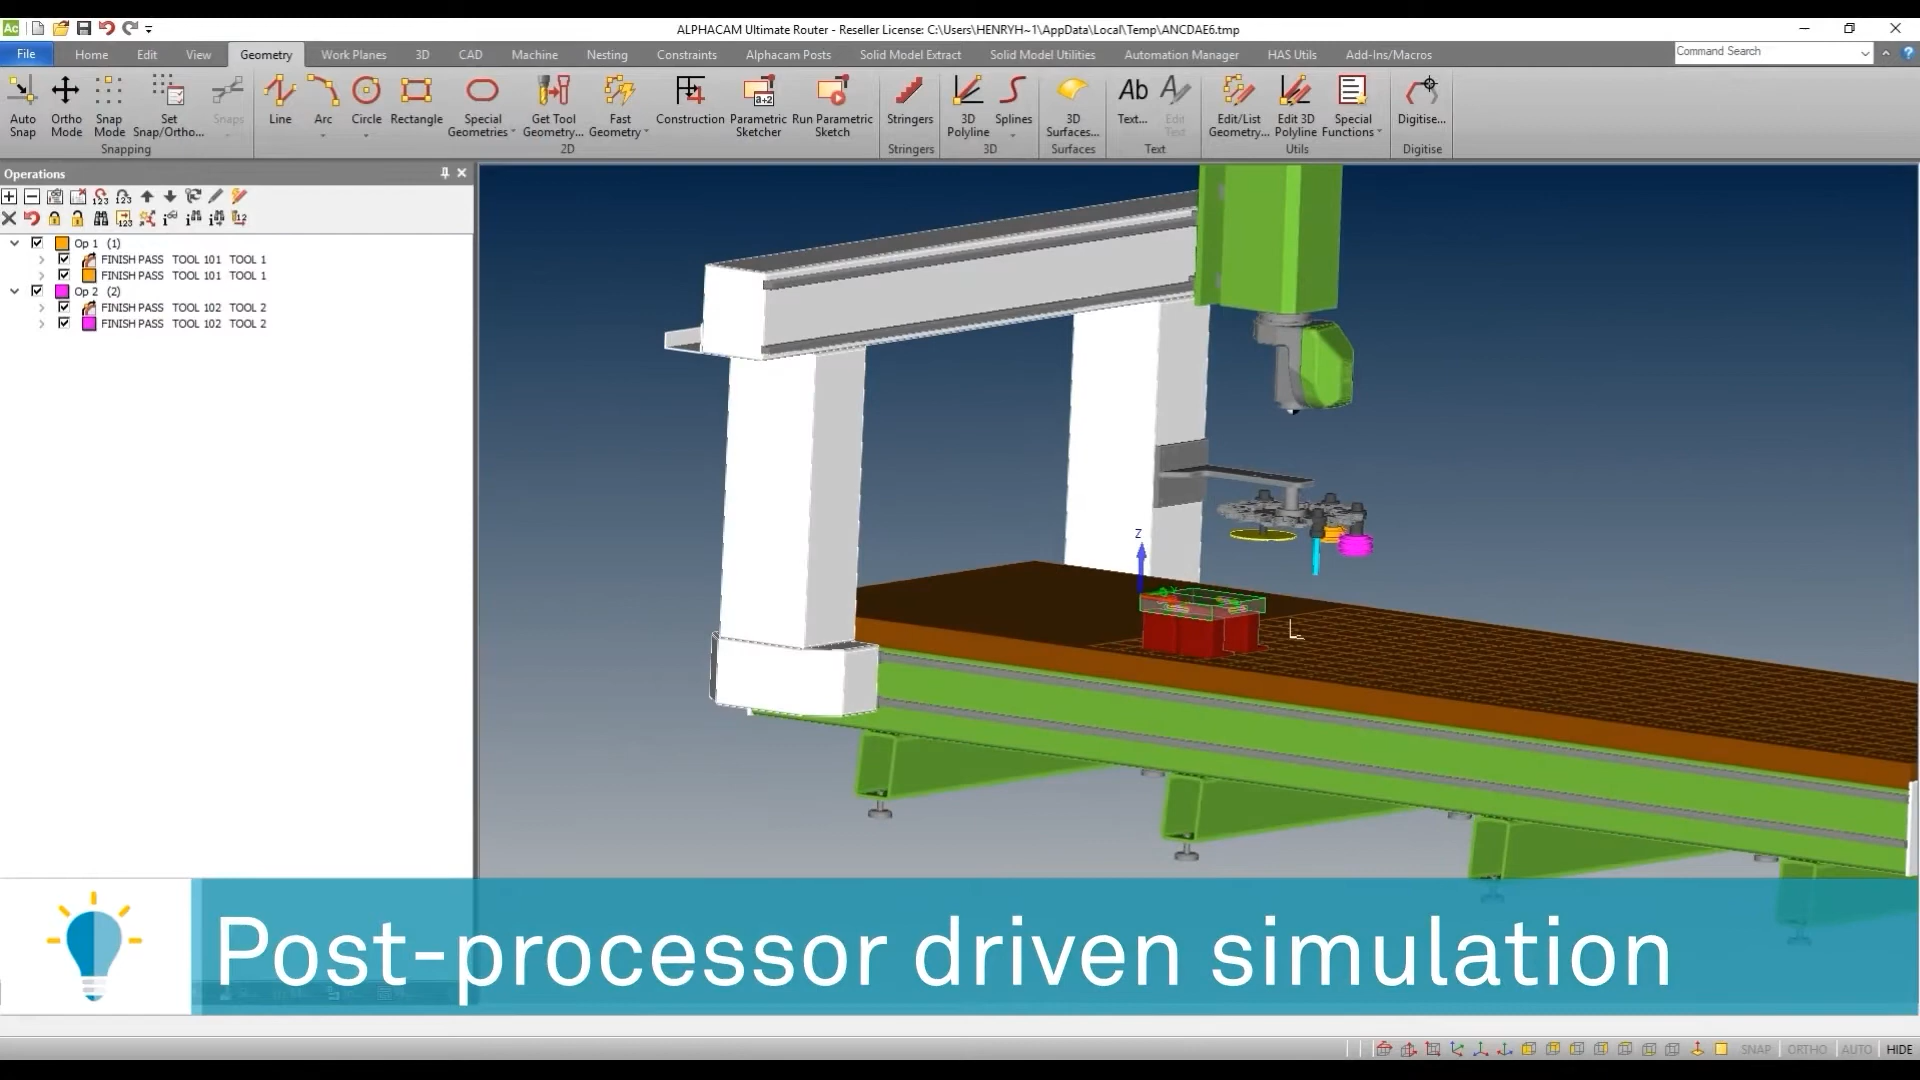 Ac
ALPHACAM Ultimate Router - Reseller License: C:\Users\HENRYH~1\AppData\Local\Temp\ANCDAE6.tmp
File Home Edit View Geometry Work Planes 3D CAD Machine Nesting Constraints Alphacam Posts Solid Model Extract Solid Model Utilities Automation Manager HAS Utils Add-Ins/Macros Command Search
Auto Snap
Ortho Mode
Snap Mode
Set Snap/Ortho...
Snaps
Snapping
Line
Arc
Circle
Rectangle
Special Geometries
Get Tool Geometry...
Fast Geometry
Construction
Parametric Sketcher
Run Parametric Sketch
2D
Stringers
Stringers
3D Polyline
Splines
3D
3D Surfaces...
Surfaces
Text...
Edit Text
Text
Edit/List Geometry...
Edit 3D Polyline
Special Functions
Utils
Digitise...
Digitise
Operations
Op 1 (1)
FINISH PASS TOOL 101 TOOL 1
FINISH PASS TOOL 101 TOOL 1
Op 2 (2)
FINISH PASS TOOL 102 TOOL 2
FINISH PASS TOOL 102 TOOL 2
Z
Post-processor driven simulation
SNAP ORTHO AUTO HIDE